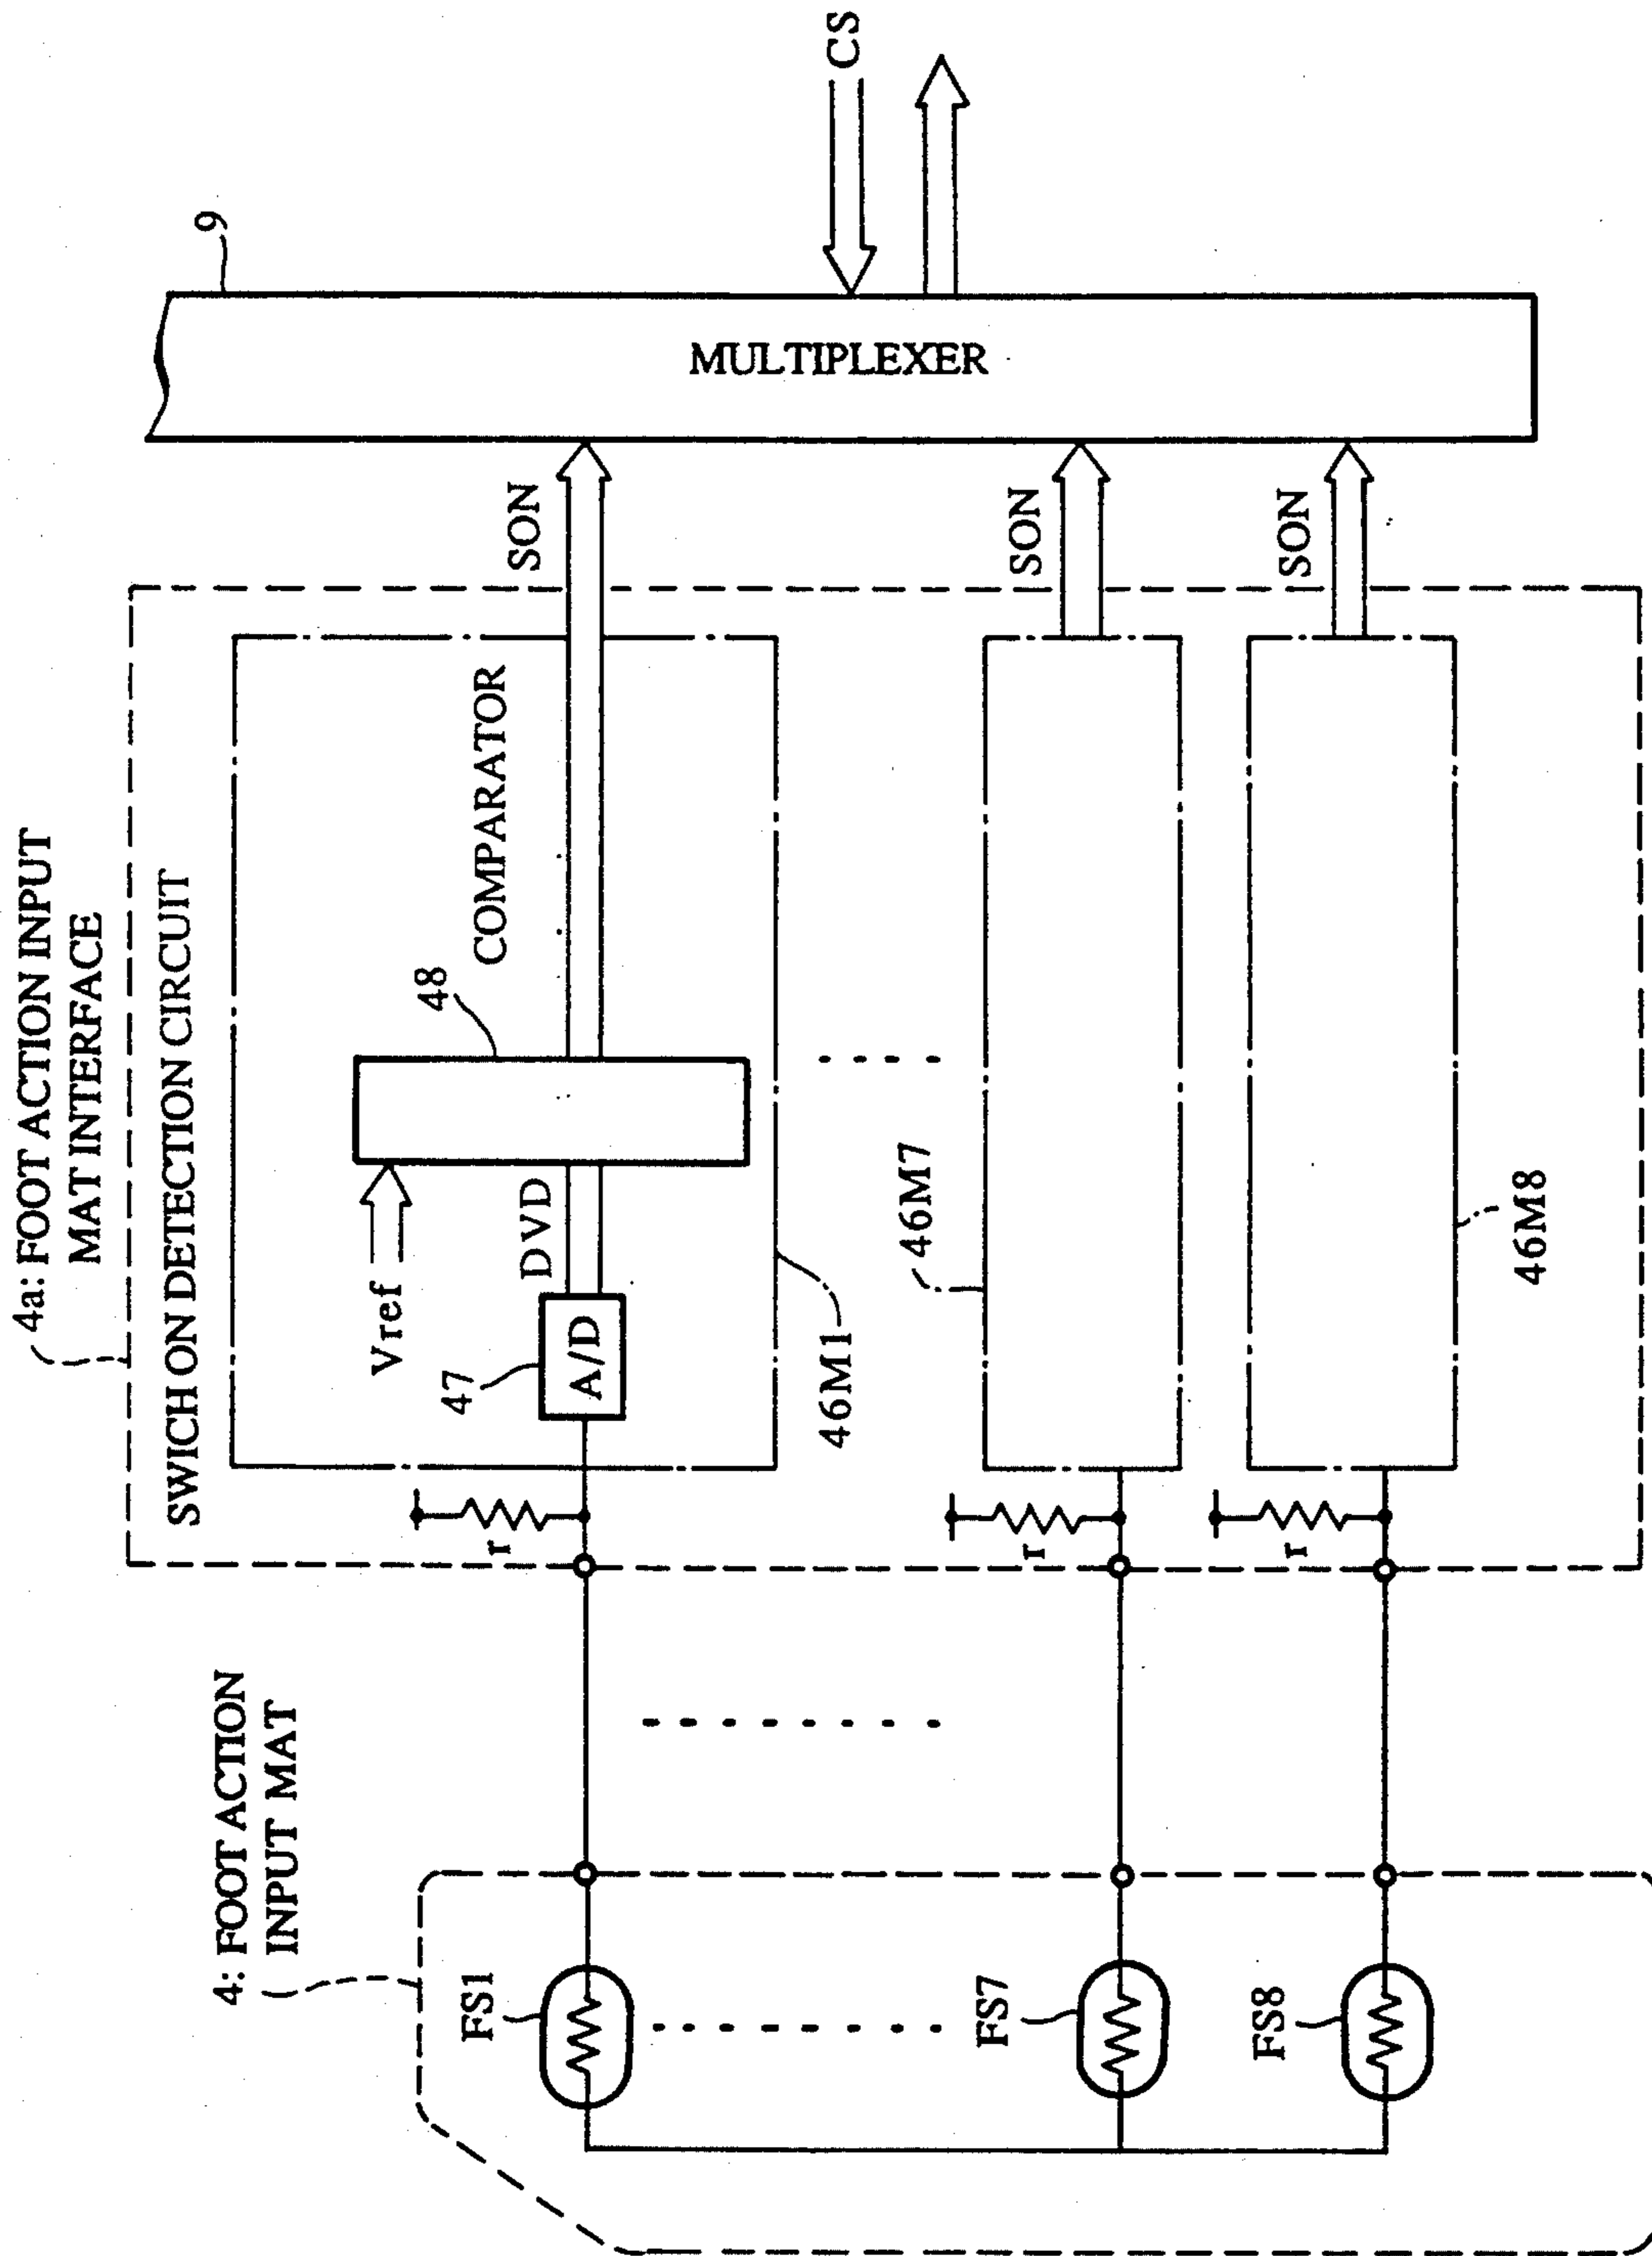 4a: FOOT ACTION INPUT
MAT INTERFACE
SWICH ON DETECTION CIRCUIT
4: FOOT ACTION
INPUT MAT
FS1
FS7
FS8
r
r
r
47
A/D
Vref
DVD
48
COMPARATOR
46M1
46M7
46M8
SON
SON
SON
9
MULTIPLEXER
CS